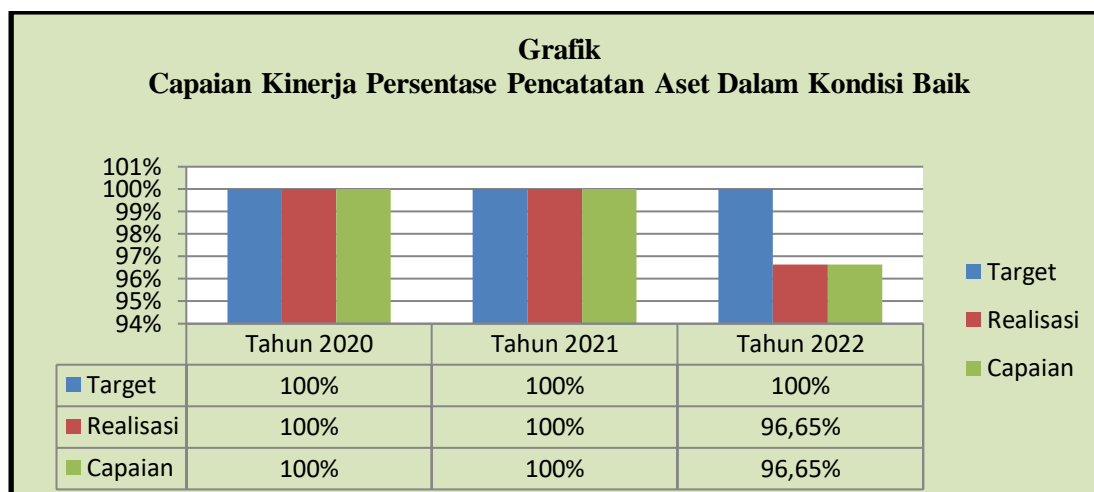 Grafik
Capaian Kinerja Persentase Pencatatan Aset Dalam Kondisi Baik
101%
100%
99%
98%
97%
96%
95%
94%
Tahun 2020 Tahun 2021 Tahun 2022
Target 100% 100% 100%
Realisasi 100% 100% 96,65%
Capaian 100% 100% 96,65%
Target
Realisasi
Capaian